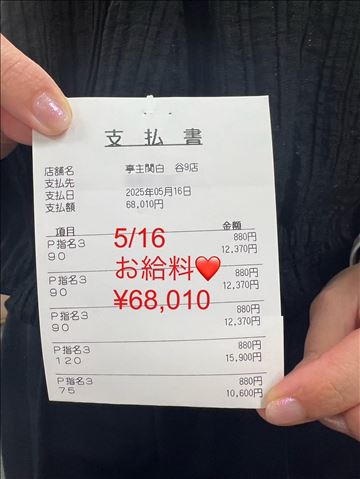 支払書
店舗名 亭主関白 谷9店
支払先
支払日 2025年05月16日
支払額 68,010円
項目 金額
P指名3 880円
90 12,370円
5/16
お給料❤
¥68,010
P指名3 880円
90 12,370円
P指名3 880円
90 12,370円
P指名3 880円
120 15,900円
P指名3 880円
75 10,600円